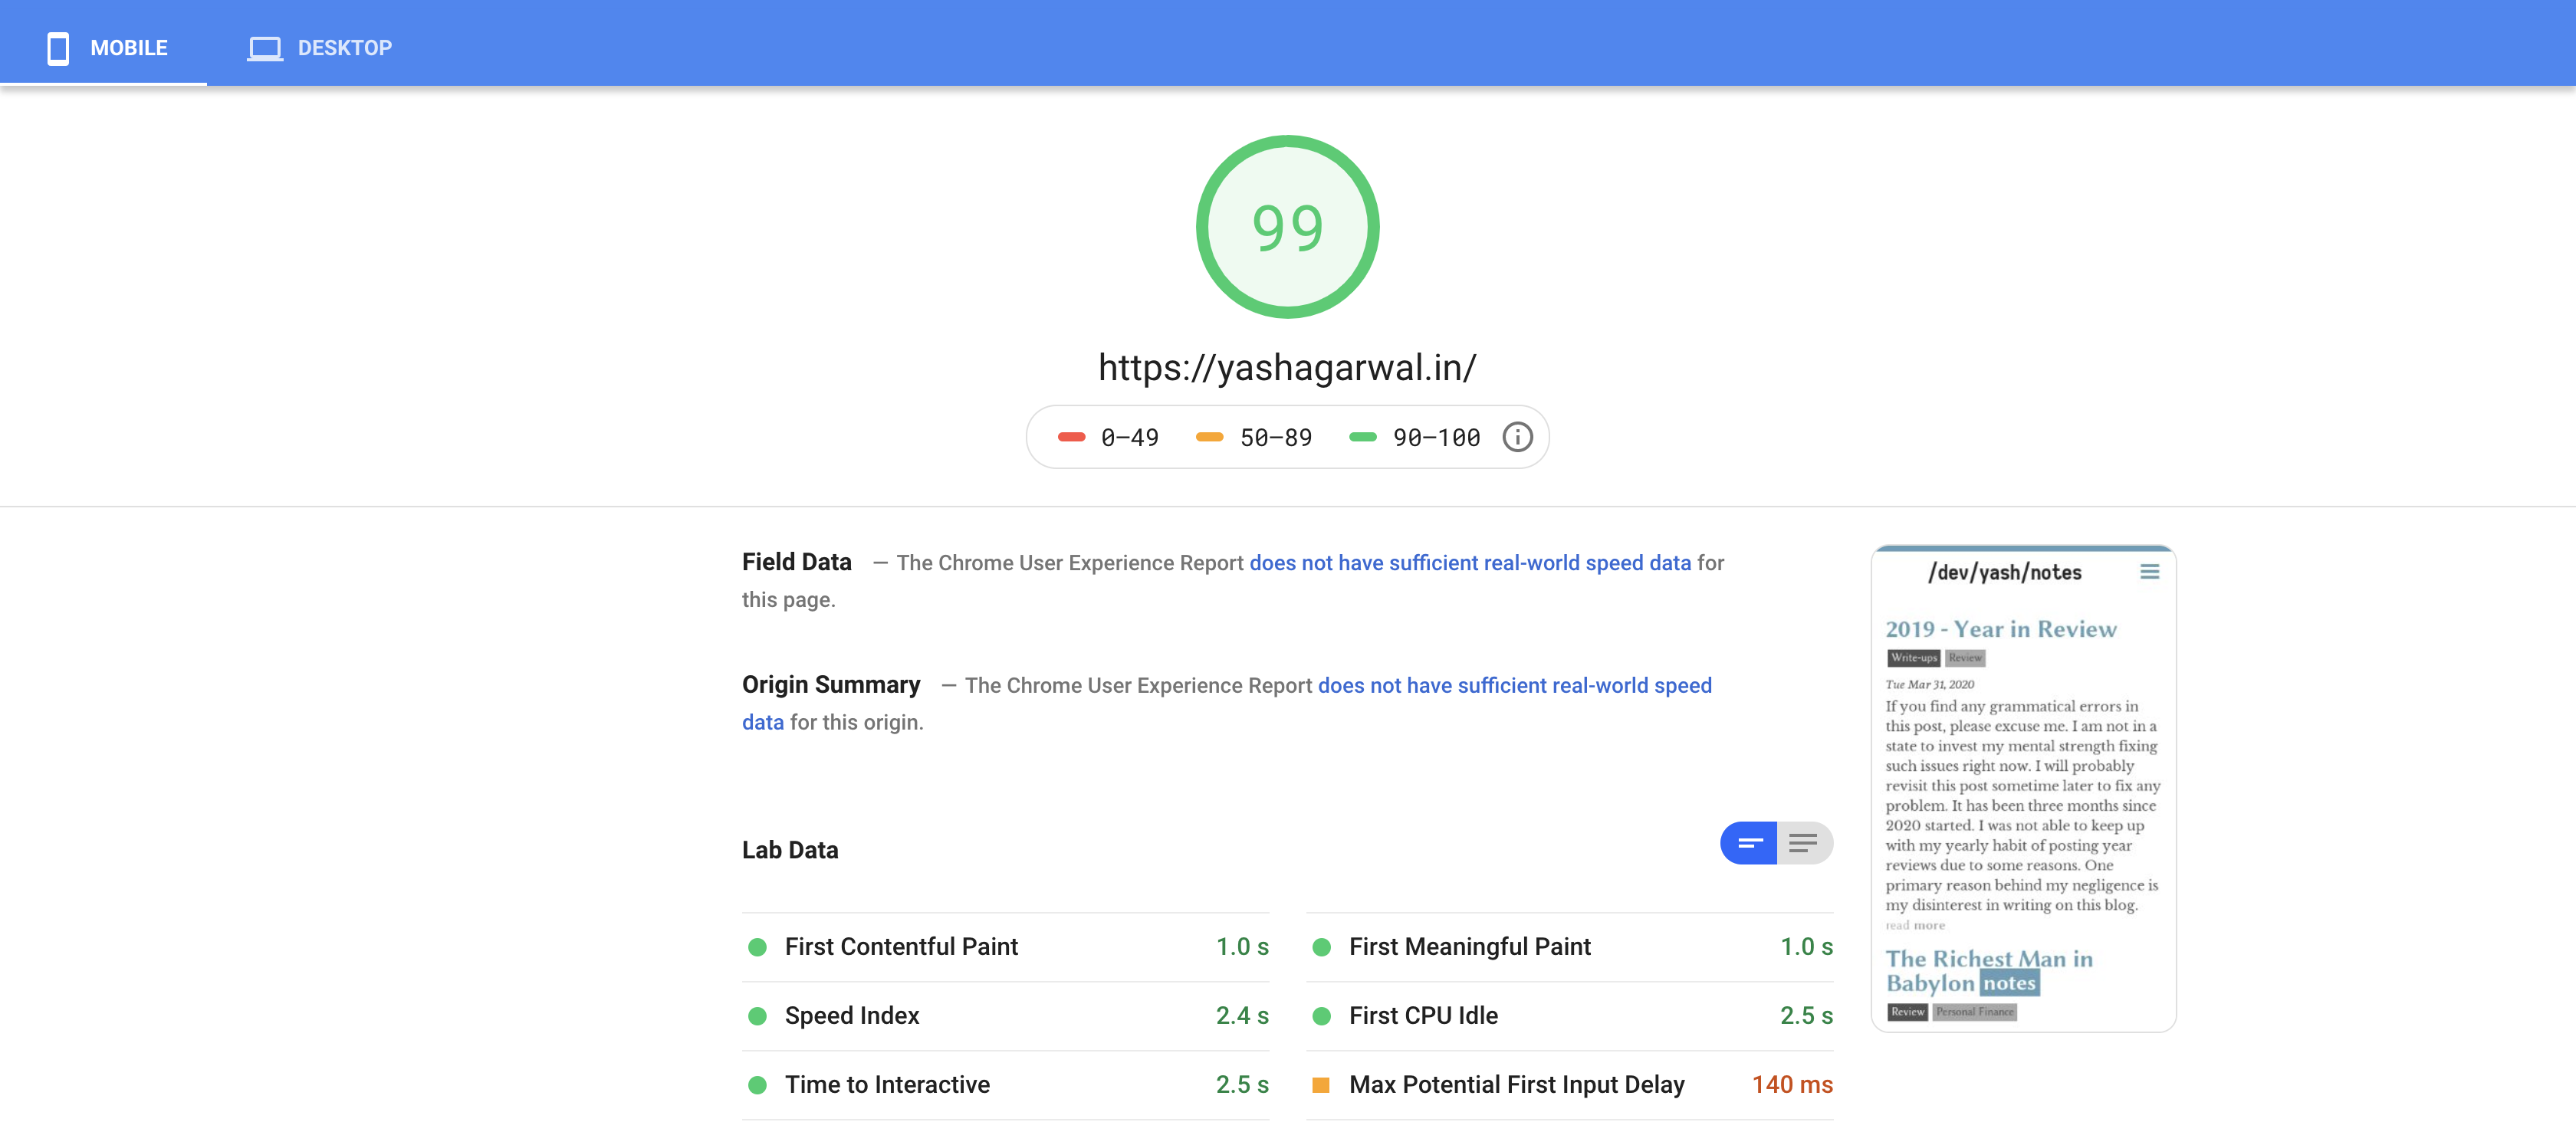 MOBILE DESKTOP
99
https://yashagarwal.in/
0–49 50–89 90–100
Field Data — The Chrome User Experience Report does not have sufficient real-world speed data for
this page.
Origin Summary — The Chrome User Experience Report does not have sufficient real-world speed
data for this origin.
Lab Data
First Contentful Paint 1.0 s
First Meaningful Paint 1.0 s
Speed Index 2.4 s
First CPU Idle 2.5 s
Time to Interactive 2.5 s
Max Potential First Input Delay 140 ms
/dev/yash/notes
2019 - Year in Review
Write-ups Review
Tue Mar 31, 2020
If you find any grammatical errors in
this post, please excuse me. I am not in a
state to invest my mental strength fixing
such issues right now. I will probably
revisit this post sometime later to fix any
problem. It has been three months since
2020 started. I was not able to keep up
with my yearly habit of posting year
reviews due to some reasons. One
primary reason behind my negligence is
my disinterest in writing on this blog.
read more
The Richest Man in
Babylon notes
Review Personal Finance